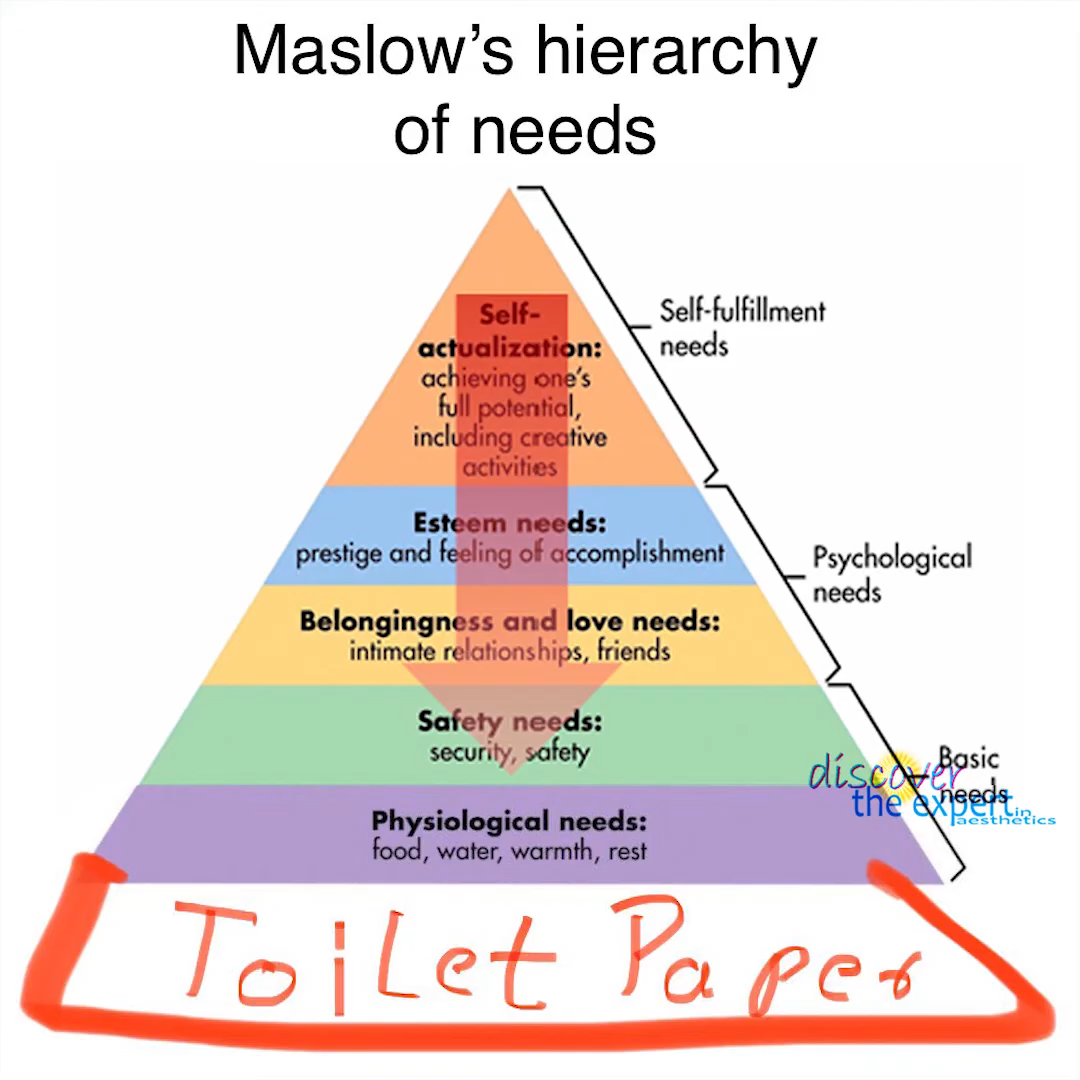 Maslow’s hierarchy
of needs
Self-
actualization:
achieving one’s
full potential,
including creative
activities
Self-fulfillment
needs
Esteem needs:
prestige and feeling of accomplishment
Psychological
needs
Belongingness and love needs:
intimate relationships, friends
Safety needs:
security, safety
Basic
needs
discover
the expert in
aesthetics
Physiological needs:
food, water, warmth, rest
ToiLet Paper